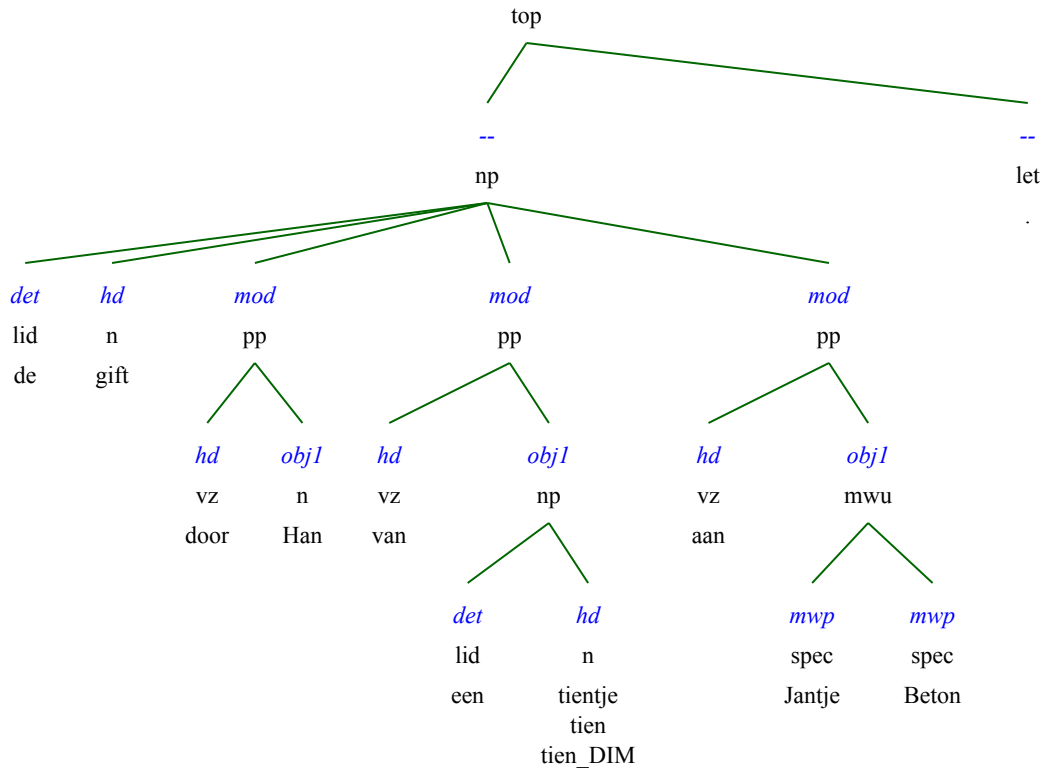 top
-- --
np let
.
det hd mod mod mod
lid n pp pp pp
de gift
hd obj1 hd obj1 hd obj1
vz n vz np vz mwu
door Han van aan
det hd mwp mwp
lid n spec spec
een tientje Jantje Beton
tien
tien_DIM